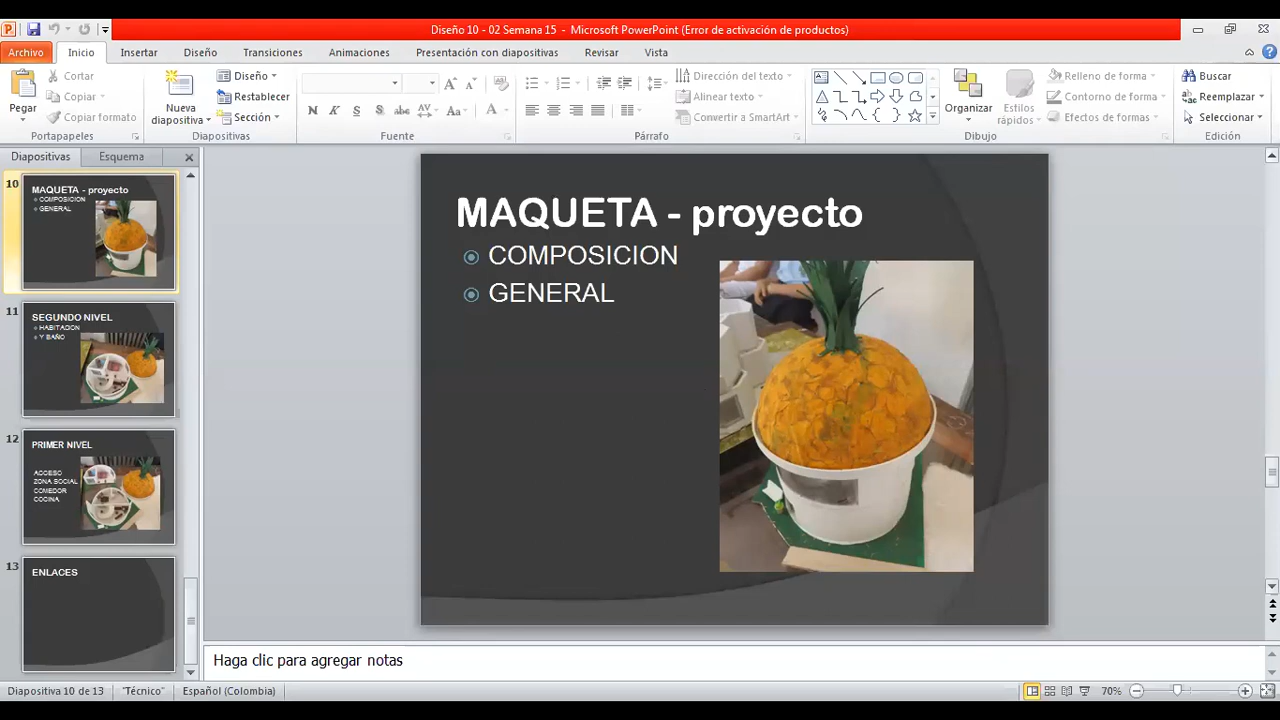 Diseño 10 - 02 Semana 15 - Microsoft PowerPoint (Error de activación de productos)
Archivo Inicio Insertar Diseño Transiciones Animaciones Presentación con diapositivas Revisar Vista
Pegar
Cortar
Copiar
Copiar formato
Portapapeles
Nueva diapositiva
Diseño
Restablecer
Sección
Diapositivas
N K S S abc AV Aa A
Fuente
Dirección del texto
Alinear texto
Convertir a SmartArt
Párrafo
Organizar
Estilos rápidos
Relleno de forma
Contorno de forma
Efectos de formas
Dibujo
Buscar
Reemplazar
Seleccionar
Edición
Diapositivas Esquema
10
MAQUETA - proyecto
COMPOSICION
GENERAL
11
SEGUNDO NIVEL
HABITACION
Y BAÑO
12
PRIMER NIVEL
ACCESO
ZONA SOCIAL
COMEDOR
COCINA
13
ENLACES
MAQUETA - proyecto
COMPOSICION
GENERAL
Haga clic para agregar notas
Diapositiva 10 de 13 "Técnico" Español (Colombia) 70%